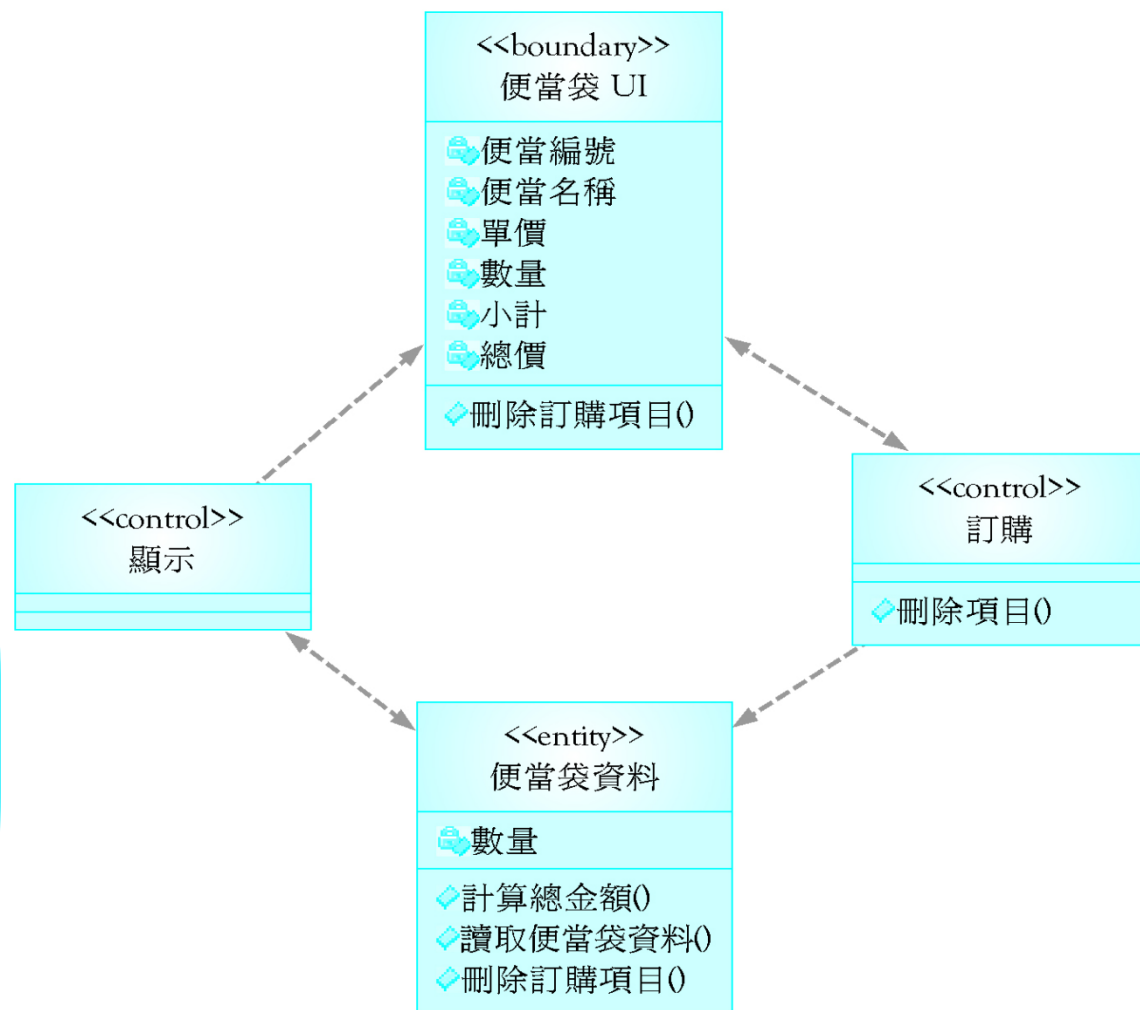 <<boundary>>
便當袋 UI
便當編號
便當名稱
單價
數量
小計
總價
刪除訂購項目()
<<control>>
顯示
<<control>>
訂購
刪除項目()
<<entity>>
便當袋資料
數量
計算總金額()
讀取便當袋資料()
刪除訂購項目()